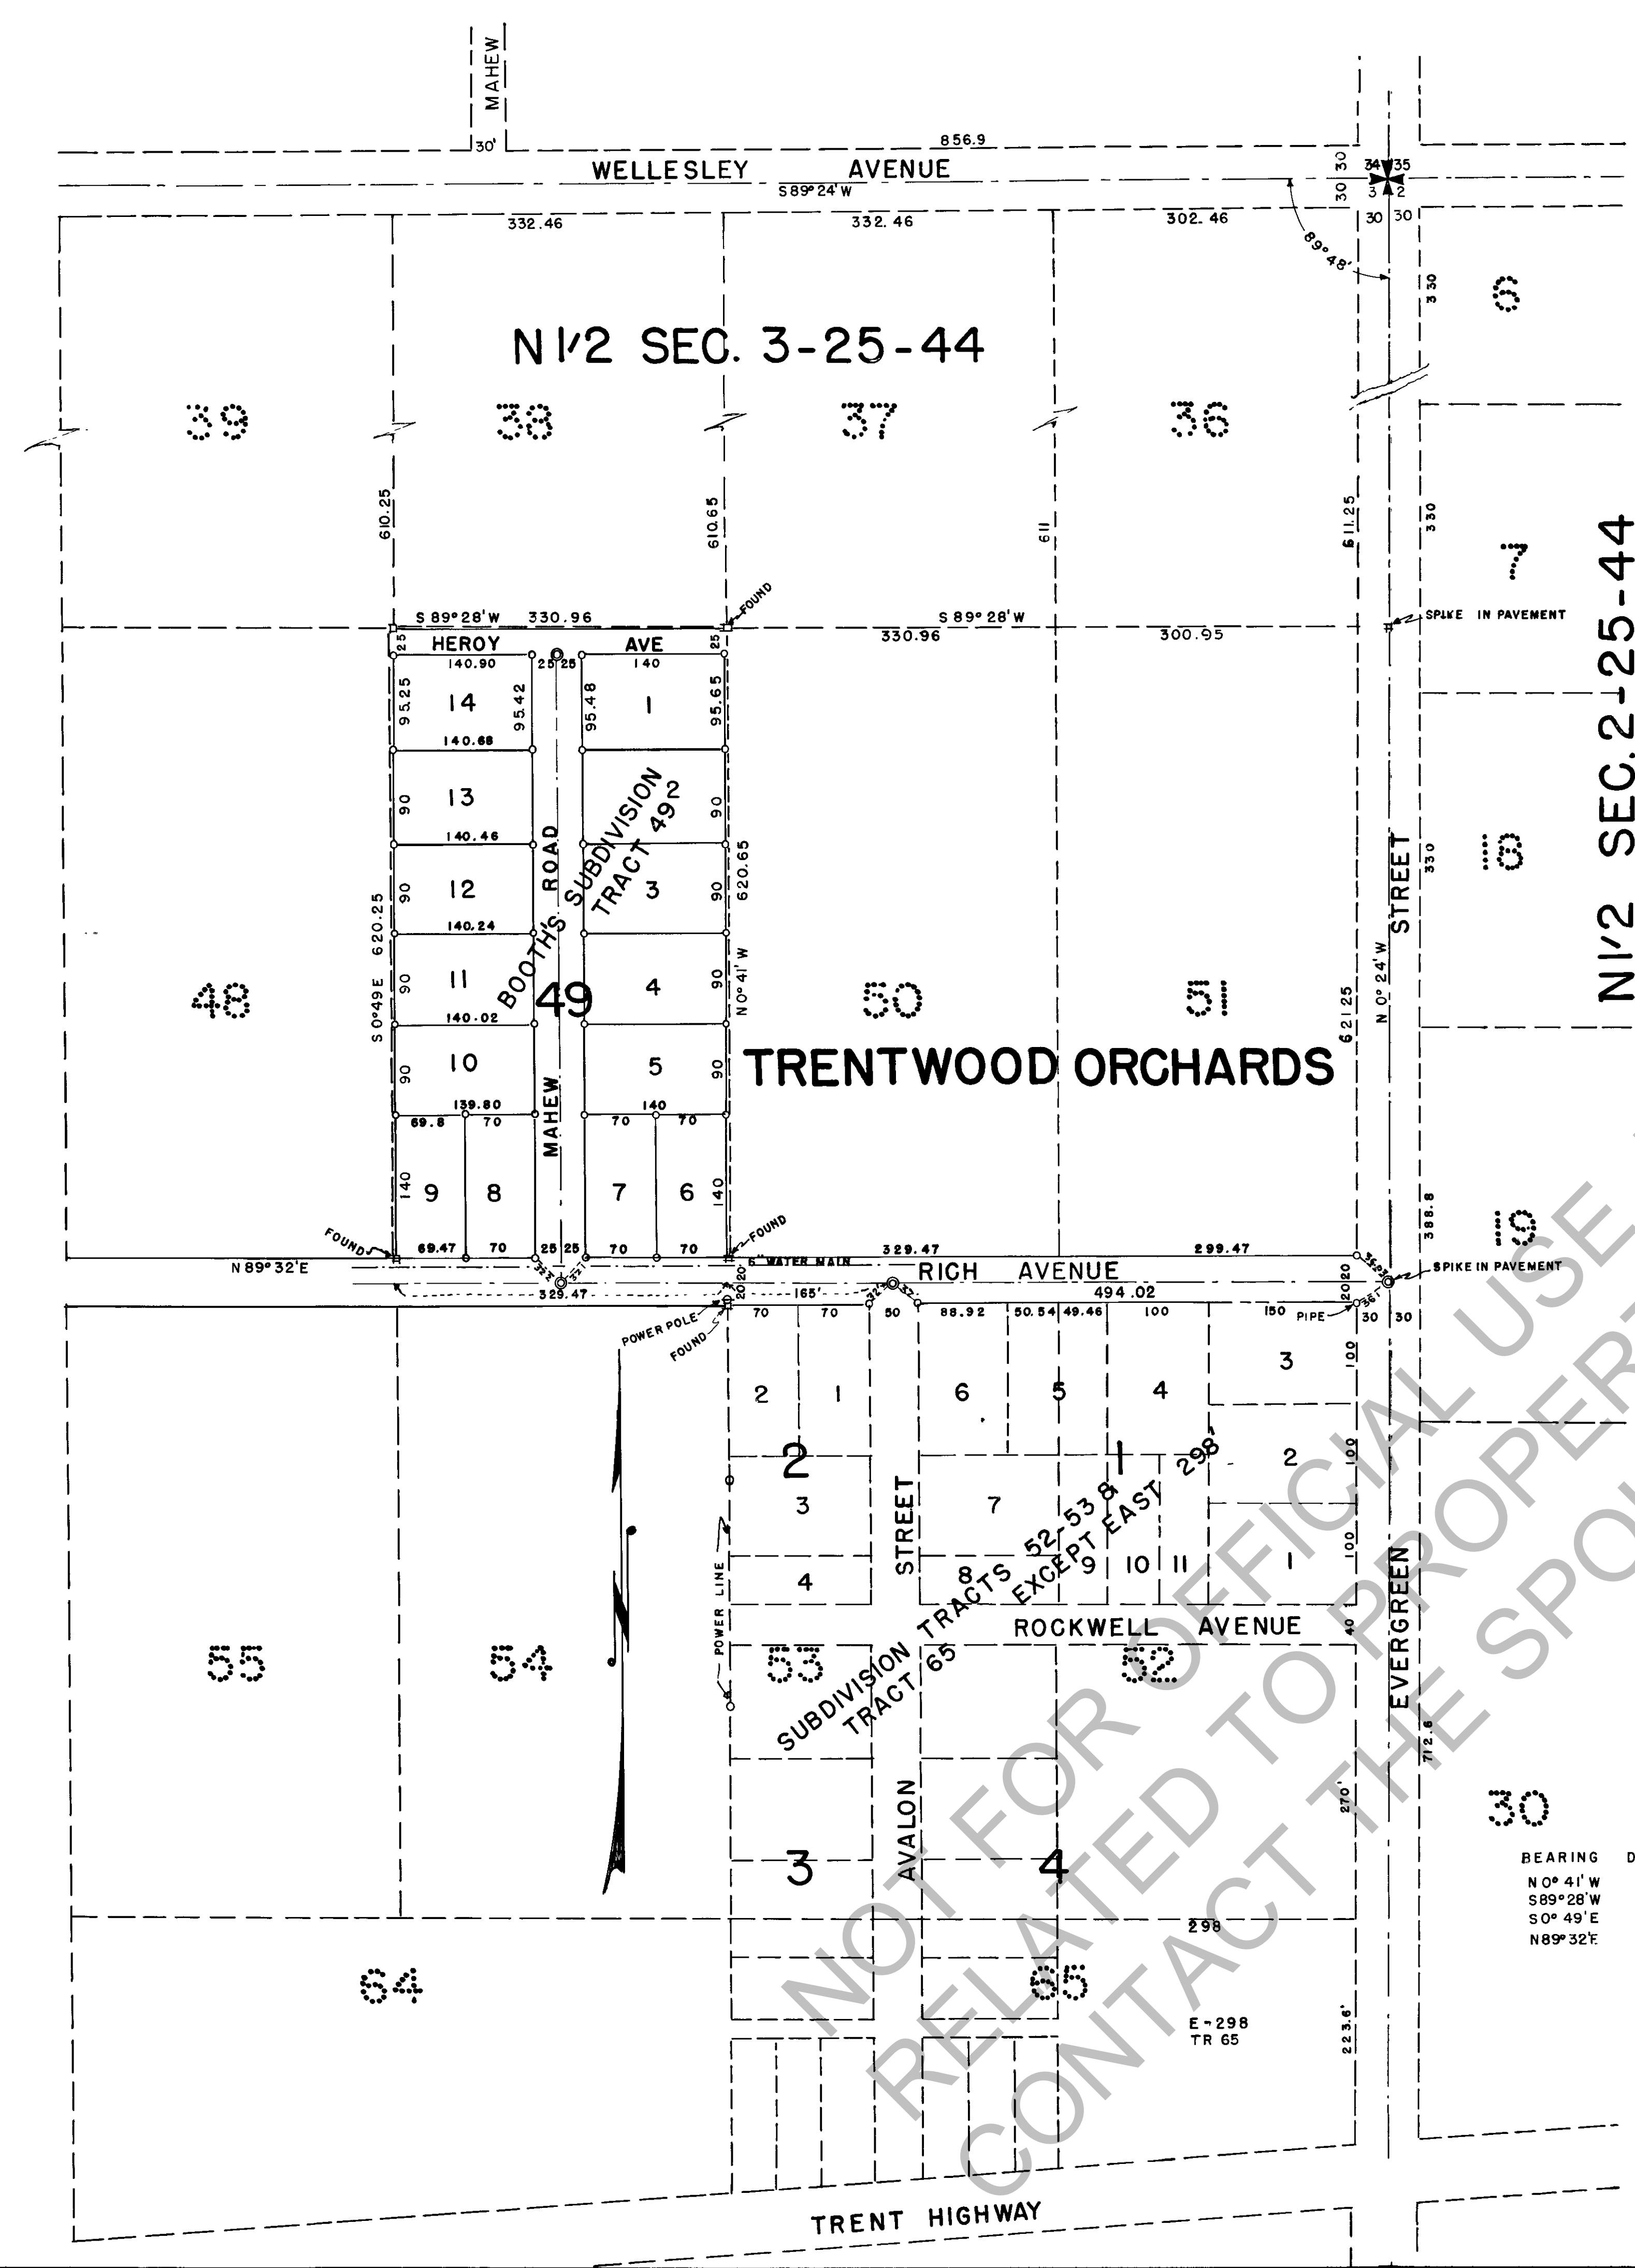 MAHEW
30'
856.9
WELLESLEY AVENUE
S 89° 24' W
30 30
34 35
3 2
30 30
332.46
332.46
302.46
89° 48'
330
6
N 1/2 SEC. 3-25-44
39
38
37
36
610.25
610.65
611
611.25
330
7
N 1/2 SEC. 2-25-44
FOUND
SPIKE IN PAVEMENT
S 89° 28' W 330.96
S 89° 28' W
330.96
300.95
25
HEROY AVE
25
140.90
25 25
140
95.25
14
95.42
95.48
1
95.65
140.68
90
13
2
90
140.46
90
12
3
90
140.24
90
11
4
90
140.02
90
10
5
90
139.80
140
69.8
70
70
70
140
9
8
7
6
140
69.47
70
25 25
70
70
MAHEW ROAD
BOOTH'S SUBDIVISION
TRACT 49
49
S 0° 49 E 620.25
620.65
N 0° 41' W
48
50
51
TRENTWOOD ORCHARDS
621.25
N 0° 24' W
STREET
330
18
388.8
19
FOUND
FOUND
N 89° 32' E
6" WATER MAIN
329.47
299.47
RICH AVENUE
SPIKE IN PAVEMENT
329.47
165'
494.02
20 20
20 20
32'
37
36'
POWER POLE
FOUND
70
70
50
88.92
50.54
49.46
100
150
PIPE
30 30
2
1
6
5
4
3
100
2
1
2
100
3
7
4
8
9
10
11
1
100
STREET
SUBDIVISION TRACTS 52-53 &
TRACT 65 EXCEPT EAST 298'
ROCKWELL AVENUE
40
POWER LINE
N
55
54
53
52
EVERGREEN
712.6
270'
AVALON
3
4
30
BEARING D
N 0° 41' W
S 89° 28' W
S 0° 49' E
N 89° 32' E
298
64
65
E-298
TR 65
223.6'
TRENT HIGHWAY
NOT FOR OFFICIAL USE
RELATED TO PROPERT
CONTACT THE SPO